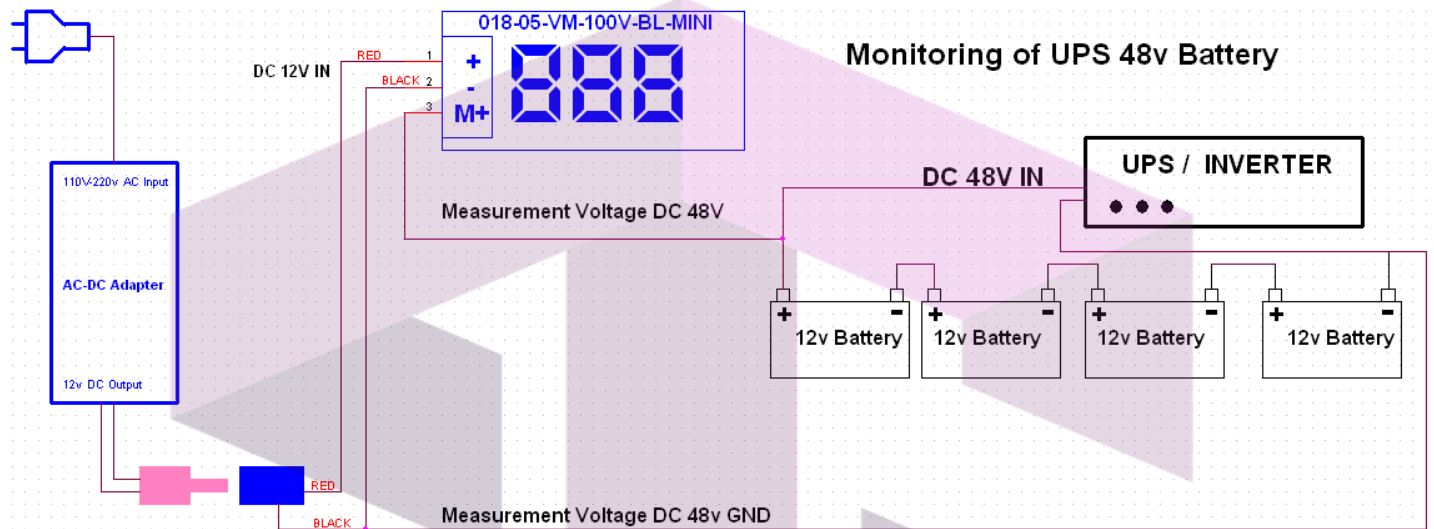 018-05-VM-100V-BL-MINI
Monitoring of UPS 48v Battery
DC 12V IN
RED
1
+
BLACK
2
-
3
M+
888
110V-220v AC Input
AC-DC Adapter
12v DC Output
UPS / INVERTER
DC 48V IN
Measurement Voltage DC 48V
+ -
12v Battery
+ -
12v Battery
+ -
12v Battery
+ -
12v Battery
RED
BLACK
Measurement Voltage DC 48v GND